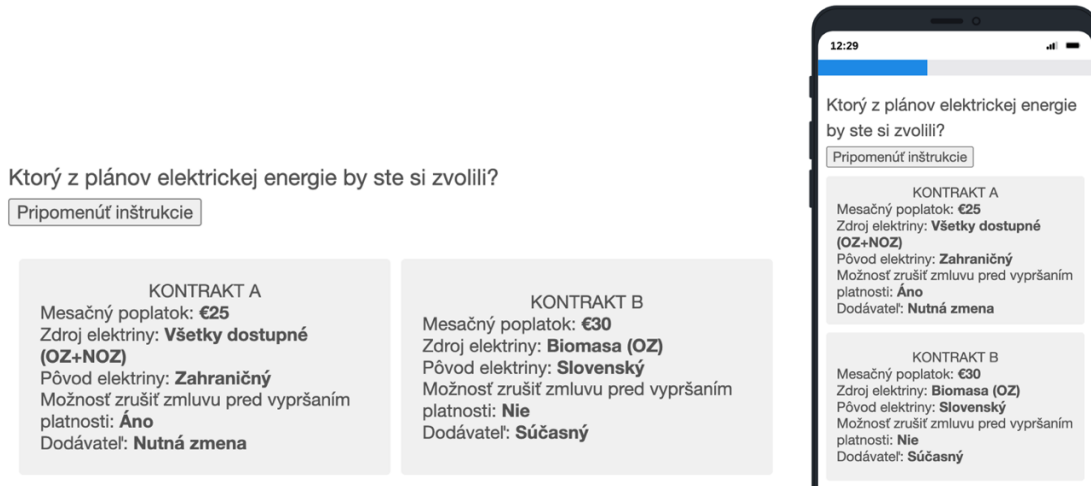 Ktorý z plánov elektrickej energie by ste si zvolili?
Pripomenúť inštrukcie
KONTRAKT A
Mesačný poplatok: €25
Zdroj elektriny: Všetky dostupné
(OZ+NOZ)
Pôvod elektriny: Zahraničný
Možnosť zrušiť zmluvu pred vypršaním
platnosti: Áno
Dodávateľ: Nutná zmena
KONTRAKT B
Mesačný poplatok: €30
Zdroj elektriny: Biomasa (OZ)
Pôvod elektriny: Slovenský
Možnosť zrušiť zmluvu pred vypršaním
platnosti: Nie
Dodávateľ: Súčasný
12:29
Ktorý z plánov elektrickej energie
by ste si zvolili?
Pripomenúť inštrukcie
KONTRAKT A
Mesačný poplatok: €25
Zdroj elektriny: Všetky dostupné
(OZ+NOZ)
Pôvod elektriny: Zahraničný
Možnosť zrušiť zmluvu pred vypršaním
platnosti: Áno
Dodávateľ: Nutná zmena
KONTRAKT B
Mesačný poplatok: €30
Zdroj elektriny: Biomasa (OZ)
Pôvod elektriny: Slovenský
Možnosť zrušiť zmluvu pred vypršaním
platnosti: Nie
Dodávateľ: Súčasný